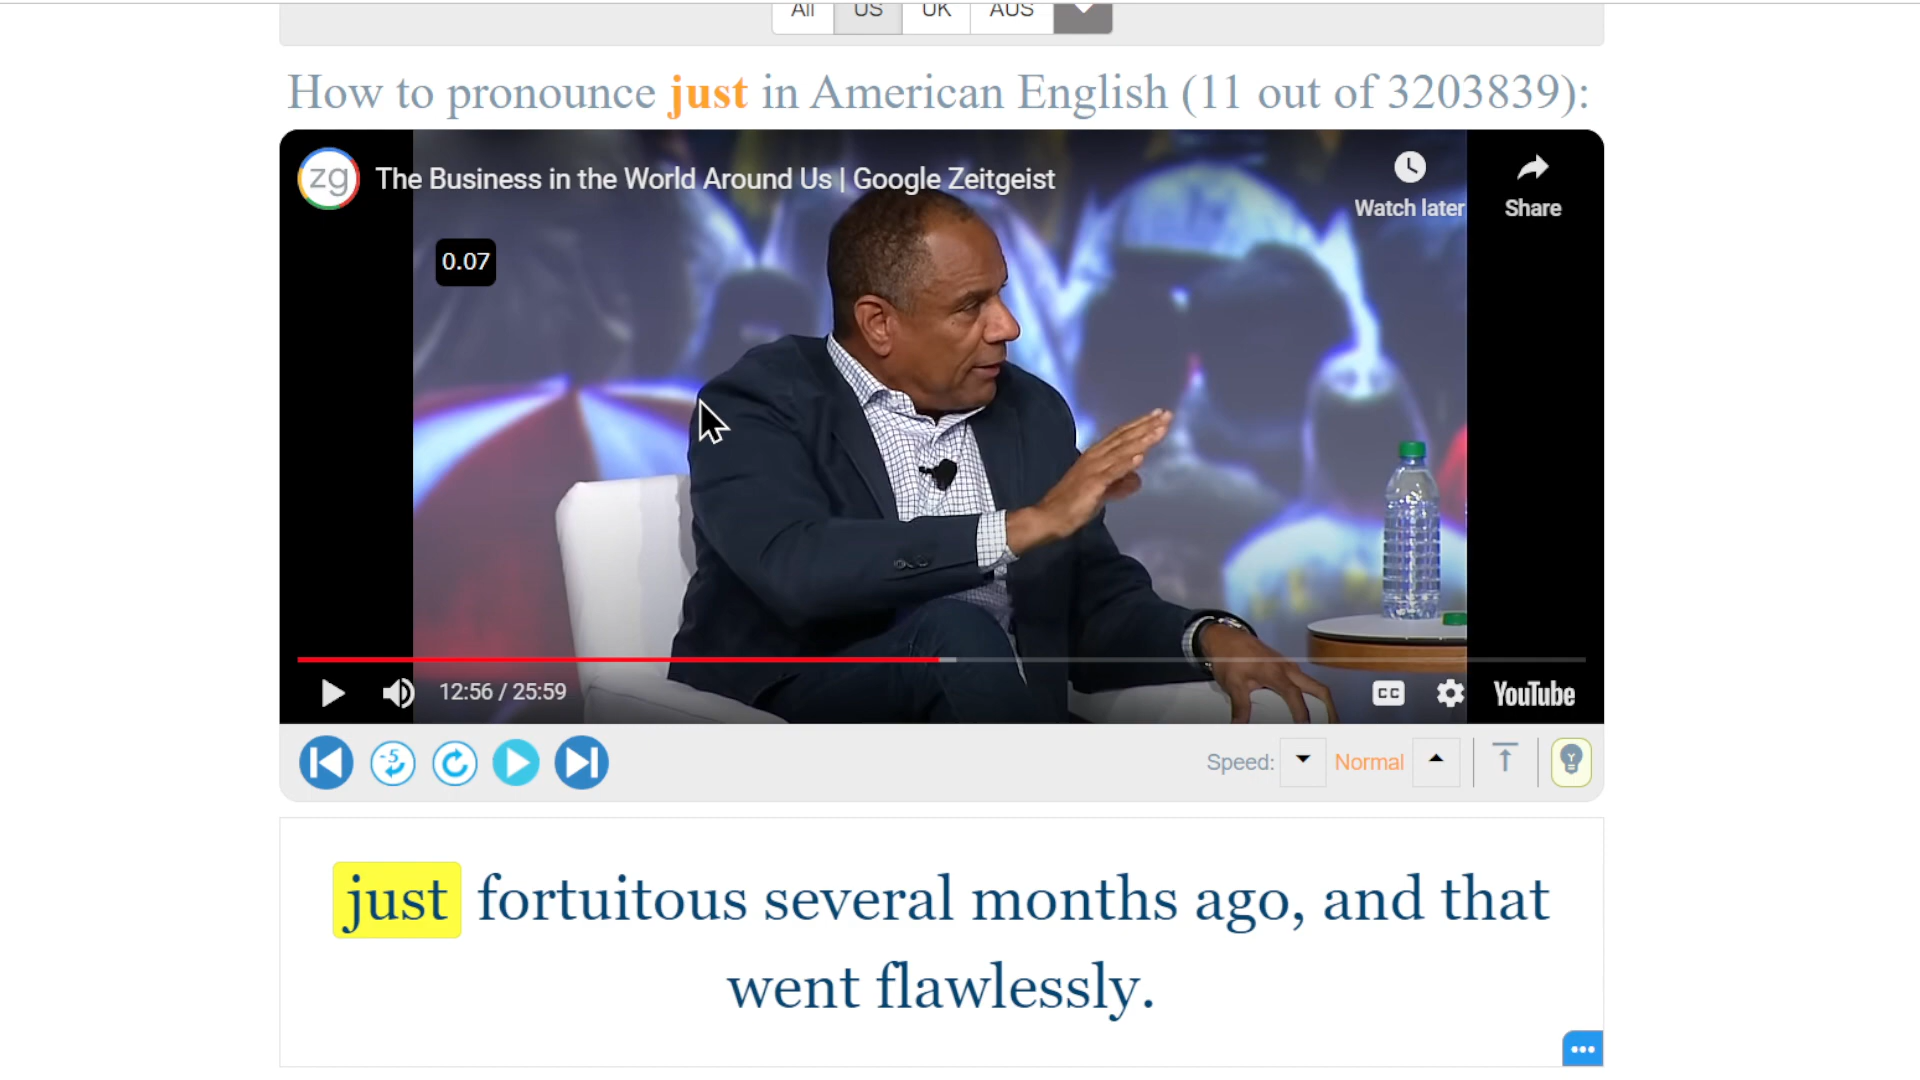 All US UK AUS
How to pronounce just in American English (11 out of 3203839):
zg The Business in the World Around Us | Google Zeitgeist
Watch later Share
0.07
12:56 / 25:59 CC YouTube
-5 Speed: Normal
just fortuitous several months ago, and that
went flawlessly.